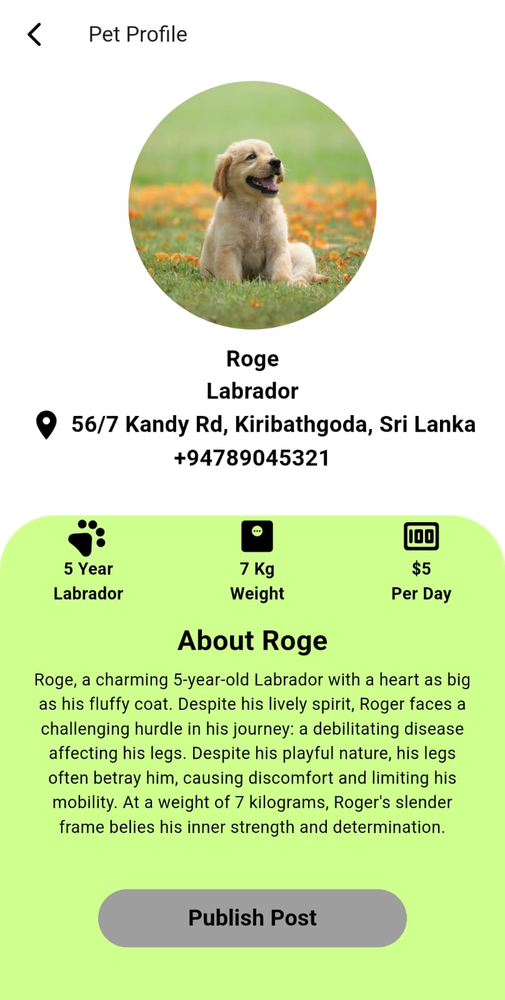 Pet Profile
Roge
Labrador
56/7 Kandy Rd, Kiribathgoda, Sri Lanka
+94789045321
100
5 Year
Labrador
7 Kg
Weight
$5
Per Day
About Roge
Roge, a charming 5-year-old Labrador with a heart as big
as his fluffy coat. Despite his lively spirit, Roger faces a
challenging hurdle in his journey: a debilitating disease
affecting his legs. Despite his playful nature, his legs
often betray him, causing discomfort and limiting his
mobility. At a weight of 7 kilograms, Roger's slender
frame belies his inner strength and determination.
Publish Post